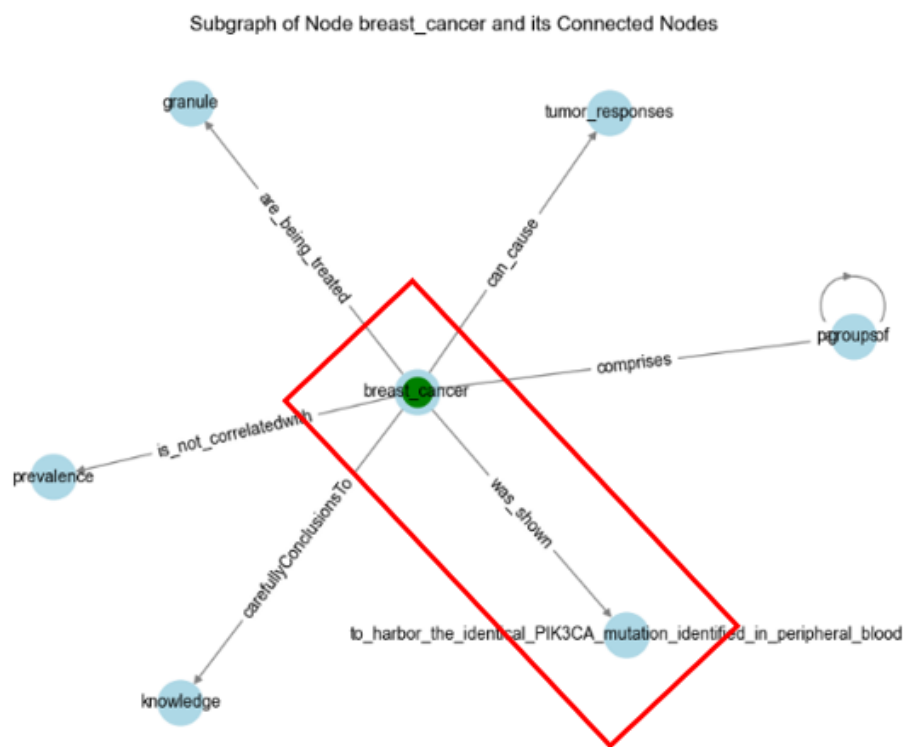 Subgraph of Node breast_cancer and its Connected Nodes
granule
tumor_responses
are_being_treated
can_cause
comprises
breast_cancer
is_not_correlatedwith
prevalence
was_shown
carefullyConclusionsTo
to_harbor_the_identical_PIK3CA_mutation_identified_in_peripheral_blood
knowledge